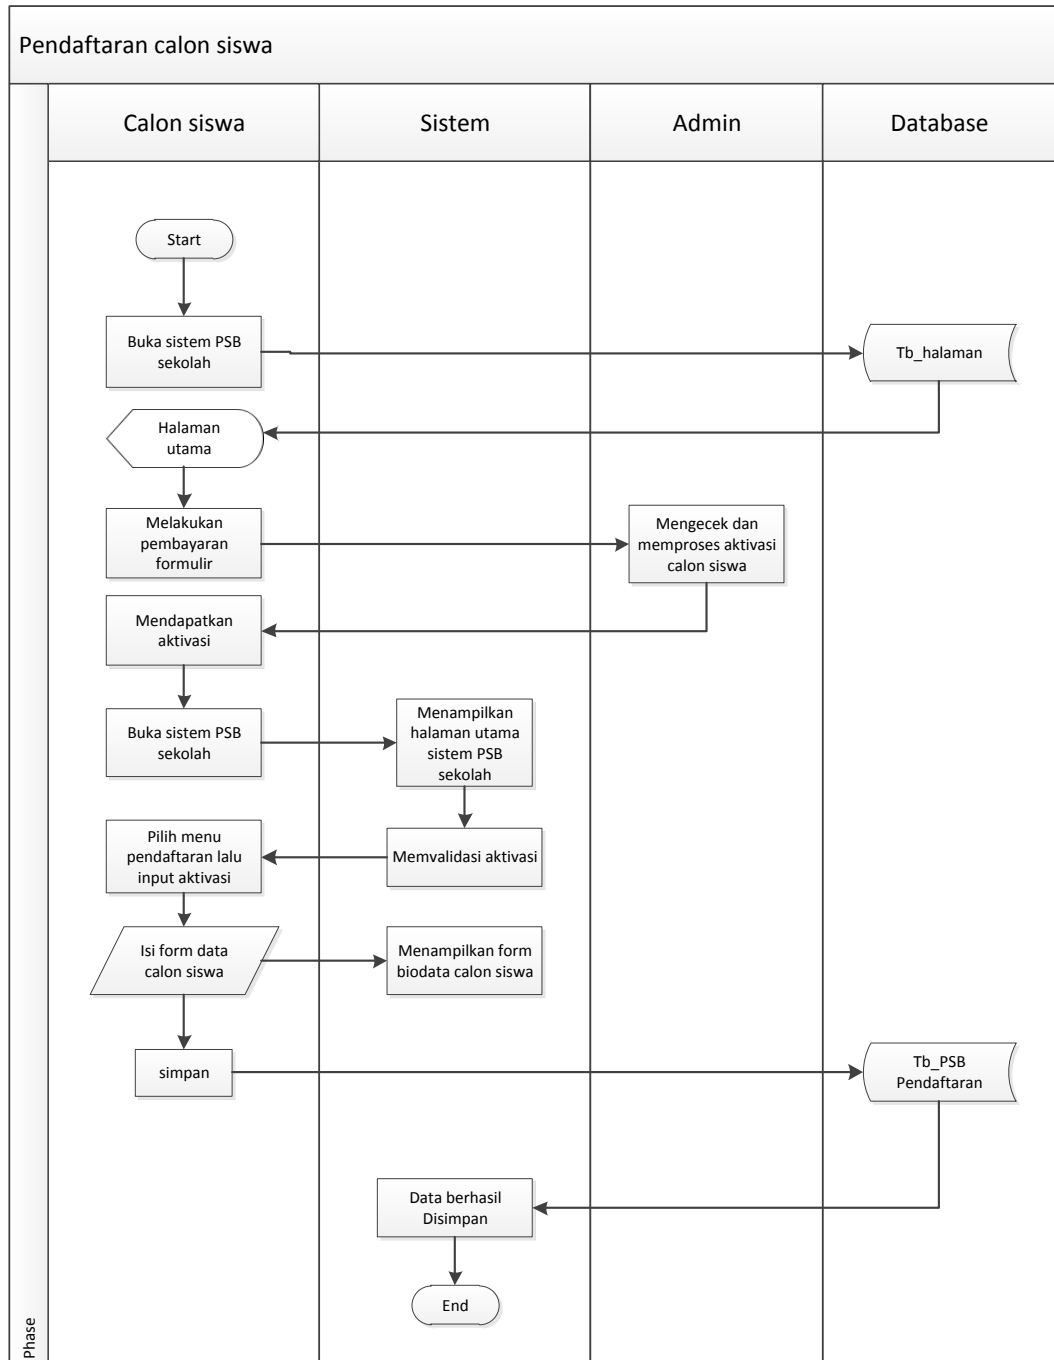 Pendaftaran calon siswa
Calon siswa
Sistem
Admin
Database
Start
Buka sistem PSB
sekolah
Tb_halaman
Halaman
utama
Melakukan
pembayaran
formulir
Mengecek dan
memproses aktivasi
calon siswa
Mendapatkan
aktivasi
Buka sistem PSB
sekolah
Menampilkan
halaman utama
sistem PSB
sekolah
Pilih menu
pendaftaran lalu
input aktivasi
Memvalidasi aktivasi
Isi form data
calon siswa
Menampilkan form
biodata calon siswa
simpan
Tb_PSB
Pendaftaran
Data berhasil
Disimpan
End
Phase